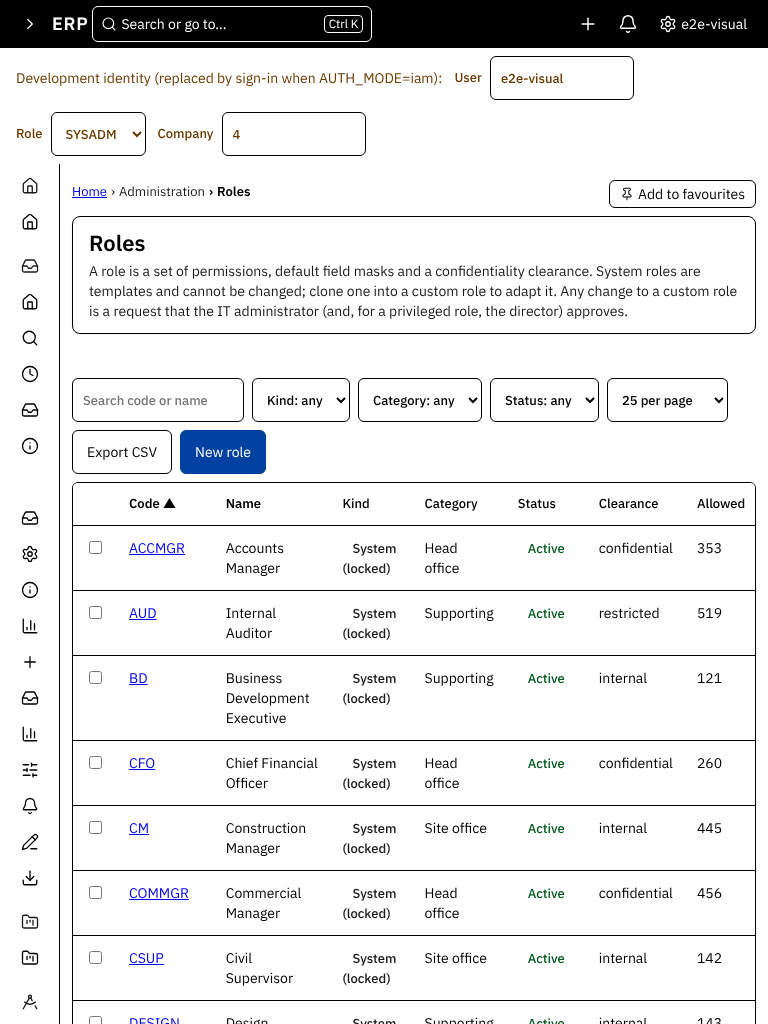 ERP Search or go to... Ctrl K e2e-visual
Development identity (replaced by sign-in when AUTH_MODE=iam): User e2e-visual
Role SYSADM Company 4
Home › Administration › Roles
Add to favourites
Roles
A role is a set of permissions, default field masks and a confidentiality clearance. System roles are
templates and cannot be changed; clone one into a custom role to adapt it. Any change to a custom role
is a request that the IT administrator (and, for a privileged role, the director) approves.
Search code or name Kind: any Category: any Status: any 25 per page
Export CSV New role
Code ▲ Name Kind Category Status Clearance Allowed
ACCMGR Accounts System Head Active confidential 353
Manager (locked) office
AUD Internal System Supporting Active restricted 519
Auditor (locked)
BD Business System Supporting Active internal 121
Development (locked)
Executive
CFO Chief Financial System Head Active confidential 260
Officer (locked) office
CM Construction System Site office Active internal 445
Manager (locked)
COMMGR Commercial System Head Active confidential 456
Manager (locked) office
CSUP Civil System Site office Active internal 142
Supervisor (locked)
DESIGN Design System Supporting Active internal 143